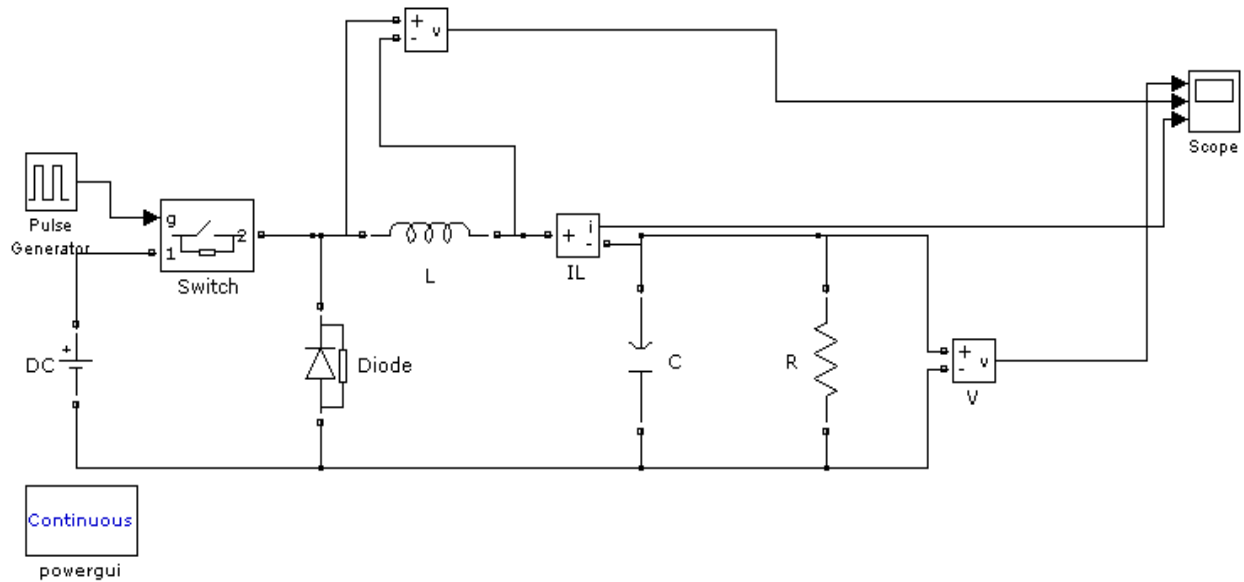 +
-
v
Scope
Pulse
Generator
g
1
2
Switch
L
+
i
-
IL
DC
+
Diode
C
R
+
-
v
V
Continuous
powergui